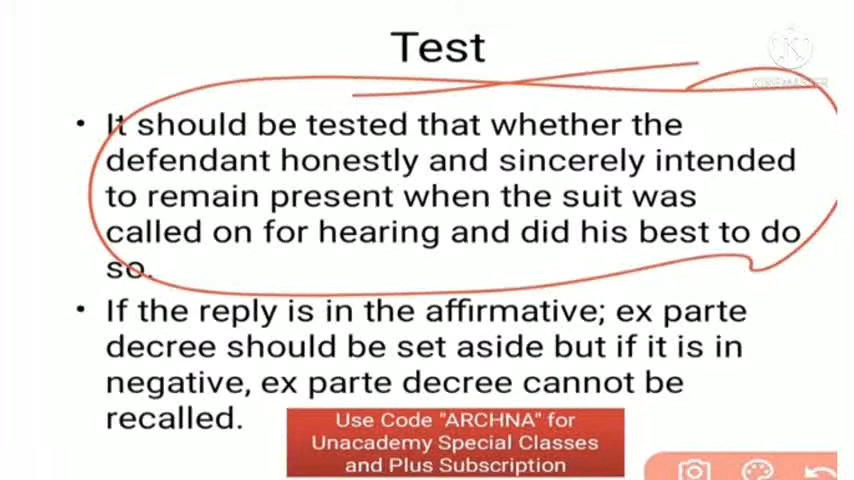 Test
KINEMASTER
• It should be tested that whether the
defendant honestly and sincerely intended
to remain present when the suit was
called on for hearing and did his best to do
so.
• If the reply is in the affirmative; ex parte
decree should be set aside but if it is in
negative, ex parte decree cannot be
recalled.
Use Code "ARCHNA" for
Unacademy Special Classes
and Plus Subscription